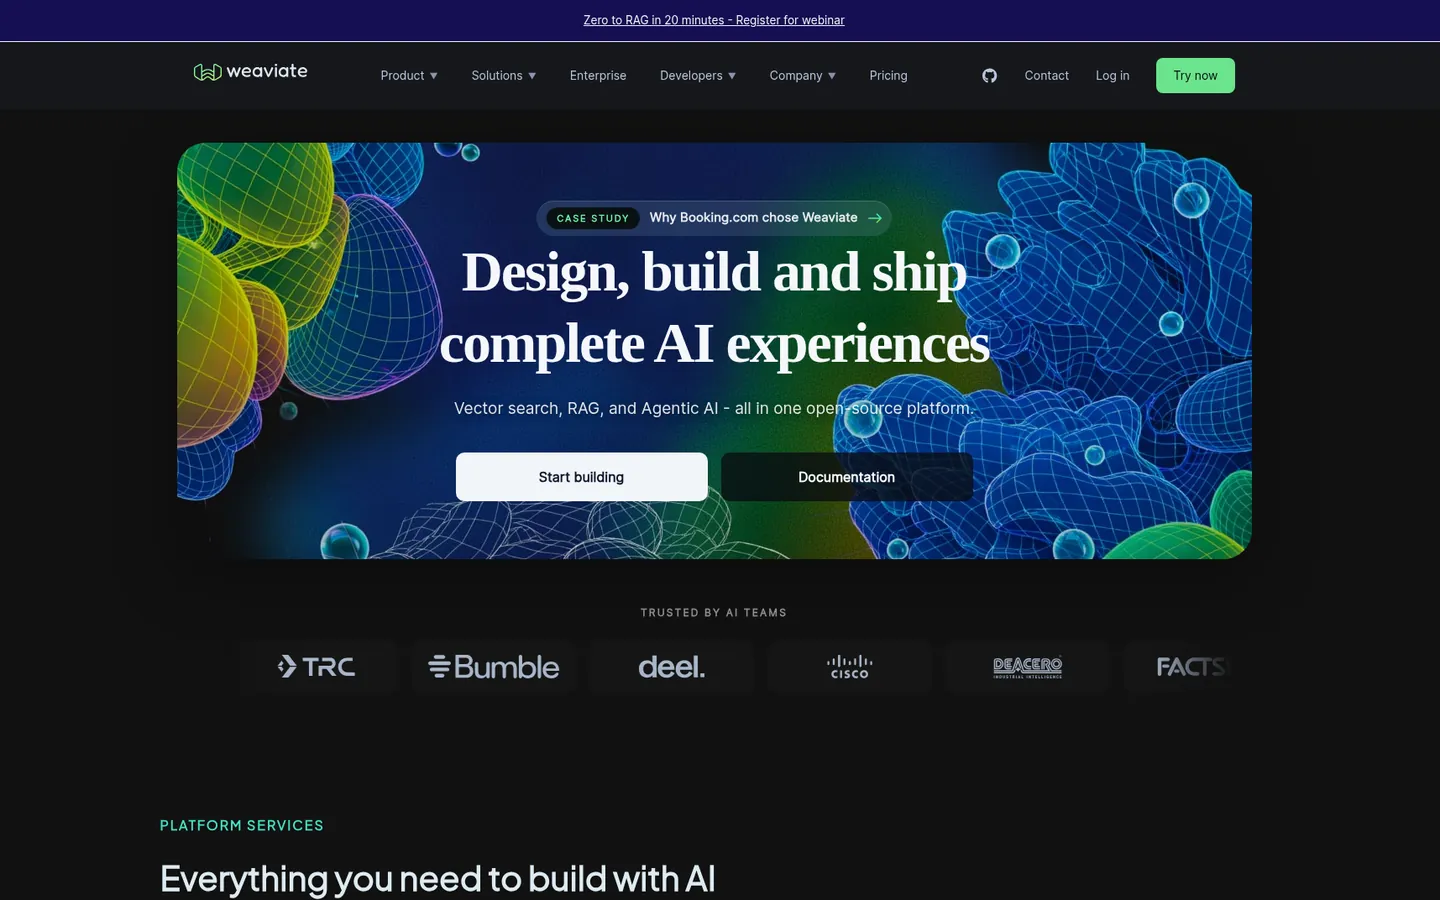 Zero to RAG in 20 minutes - Register for webinar
weaviate
Product
Solutions
Enterprise
Developers
Company
Pricing
Contact
Log in
Try now
CASE STUDY
Why Booking.com chose Weaviate
Design, build and ship
complete AI experiences
Vector search, RAG, and Agentic AI - all in one open-source platform.
Start building
Documentation
TRUSTED BY AI TEAMS
TRC
Bumble
deel.
CISCO
DEACERO
INDUSTRIAL INTELLIGENCE
FACTS
PLATFORM SERVICES
Everything you need to build with AI